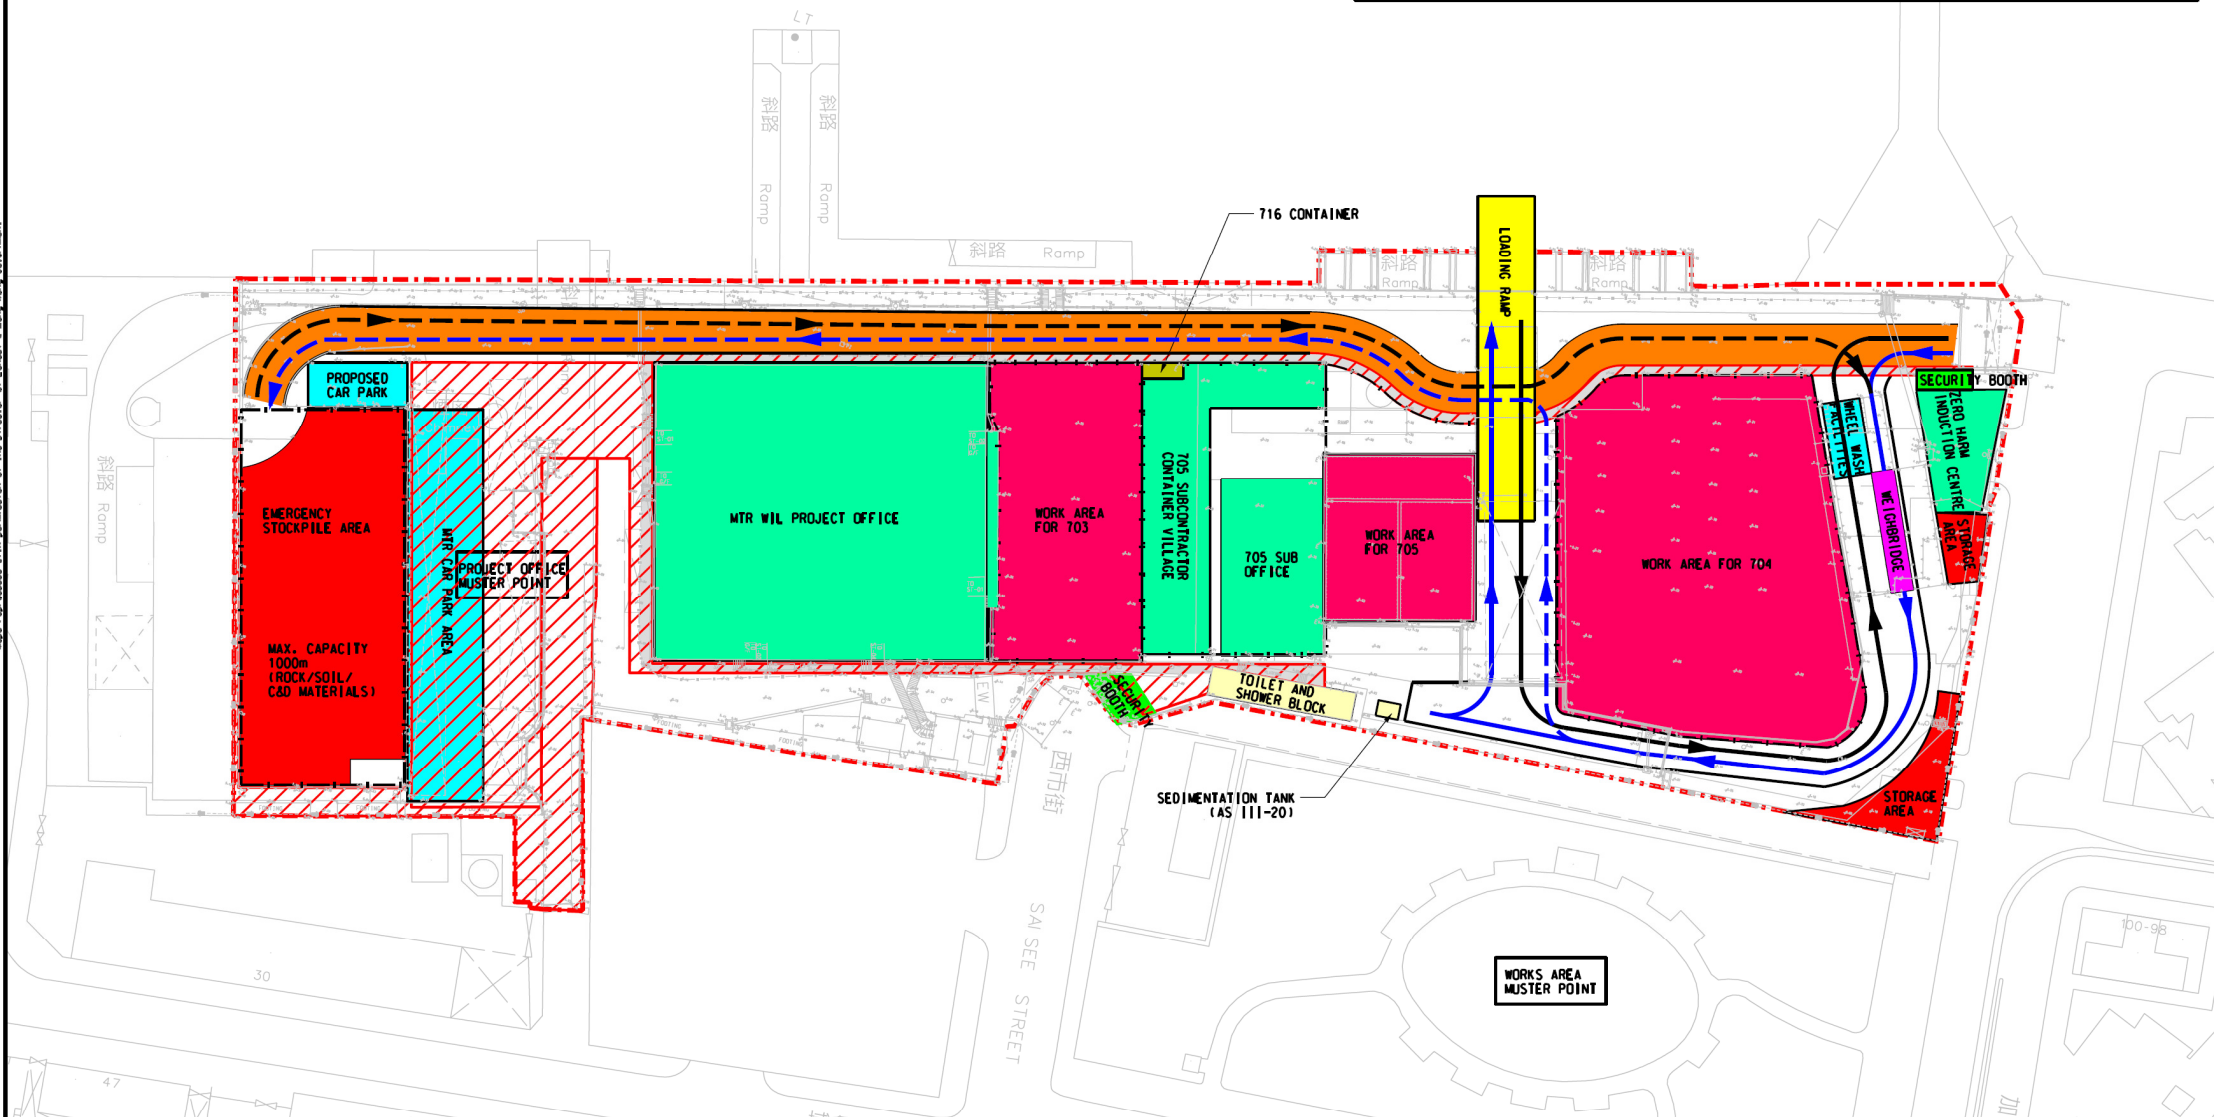 LT
斜路
Ramp
斜路
Ramp
斜路 Ramp
716 CONTAINER
LOADING RAMP
斜路
Ramp
斜路
Ramp
PROPOSED
CAR PARK
SECURITY BOOTH
WHEEL WASH
FACILITIES
ZERO HARM
INDUCTION CENTRE
WEIGHBRIDGE
STORAGE
AREA
斜路
Ramp
EMERGENCY
STOCKPILE AREA
MTR CAR PARK AREA
PROJECT OFFICE
MUSTER POINT
MTR WIL PROJECT OFFICE
WORK AREA
FOR 703
705 SUBCONTRACTOR
CONTAINER VILLAGE
705 SUB
OFFICE
WORK AREA
FOR 705
WORK AREA FOR 704
MAX. CAPACITY
1000m
(ROCK/SOIL/
C&D MATERIALS)
SECURITY
BOOTH
TOILET AND
SHOWER BLOCK
FOOTING
FOOTING
西市街
SEDIMENTATION TANK
(AS III-20)
STORAGE
AREA
SAI SEE STREET
WORKS AREA
MUSTER POINT
100-98
30
47
加